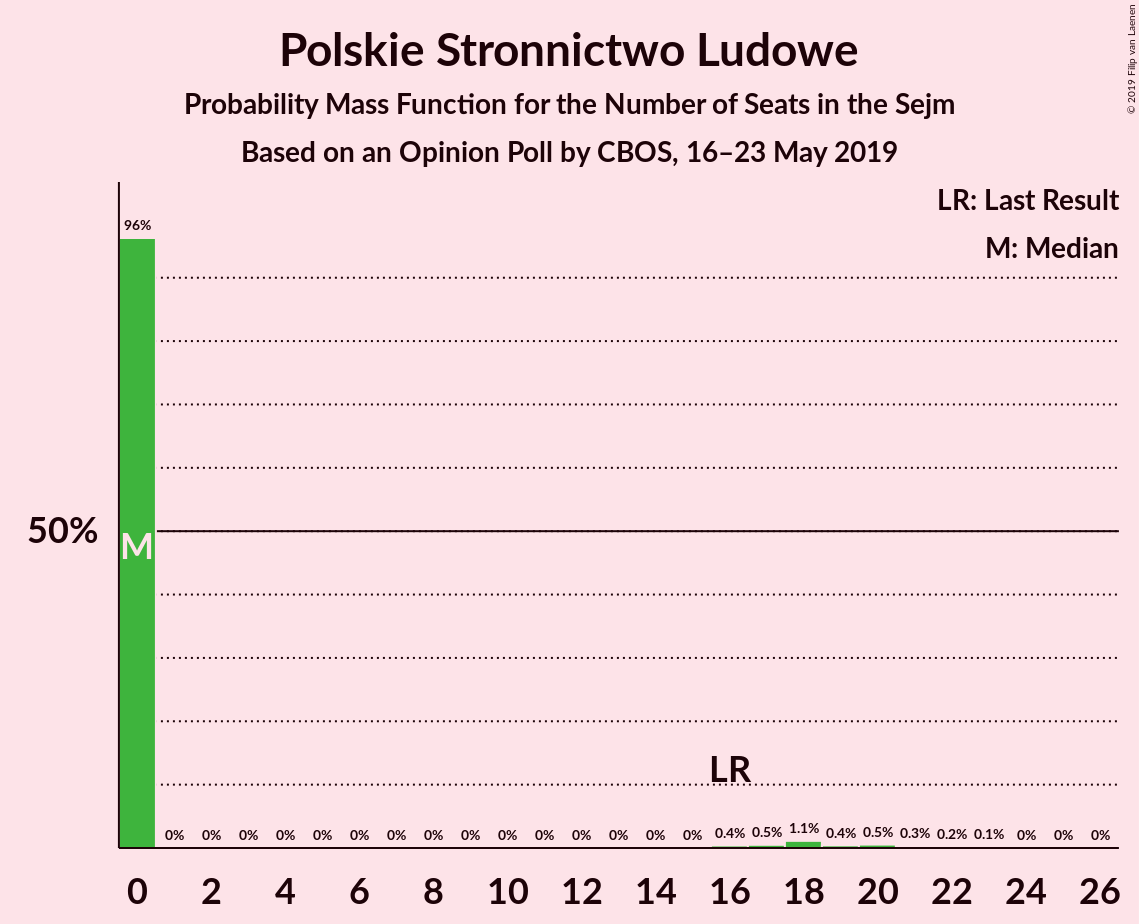 Polskie Stronnictwo Ludowe
Probability Mass Function for the Number of Seats in the Sejm
Based on an Opinion Poll by CBOS, 16–23 May 2019
© 2019 Filip van Laenen
LR: Last Result
M: Median
96%
50%
M
LR
0% 0% 0% 0% 0% 0% 0% 0% 0% 0% 0% 0% 0% 0% 0% 0.4% 0.5% 1.1% 0.4% 0.5% 0.3% 0.2% 0.1% 0% 0% 0%
0 2 4 6 8 10 12 14 16 18 20 22 24 26